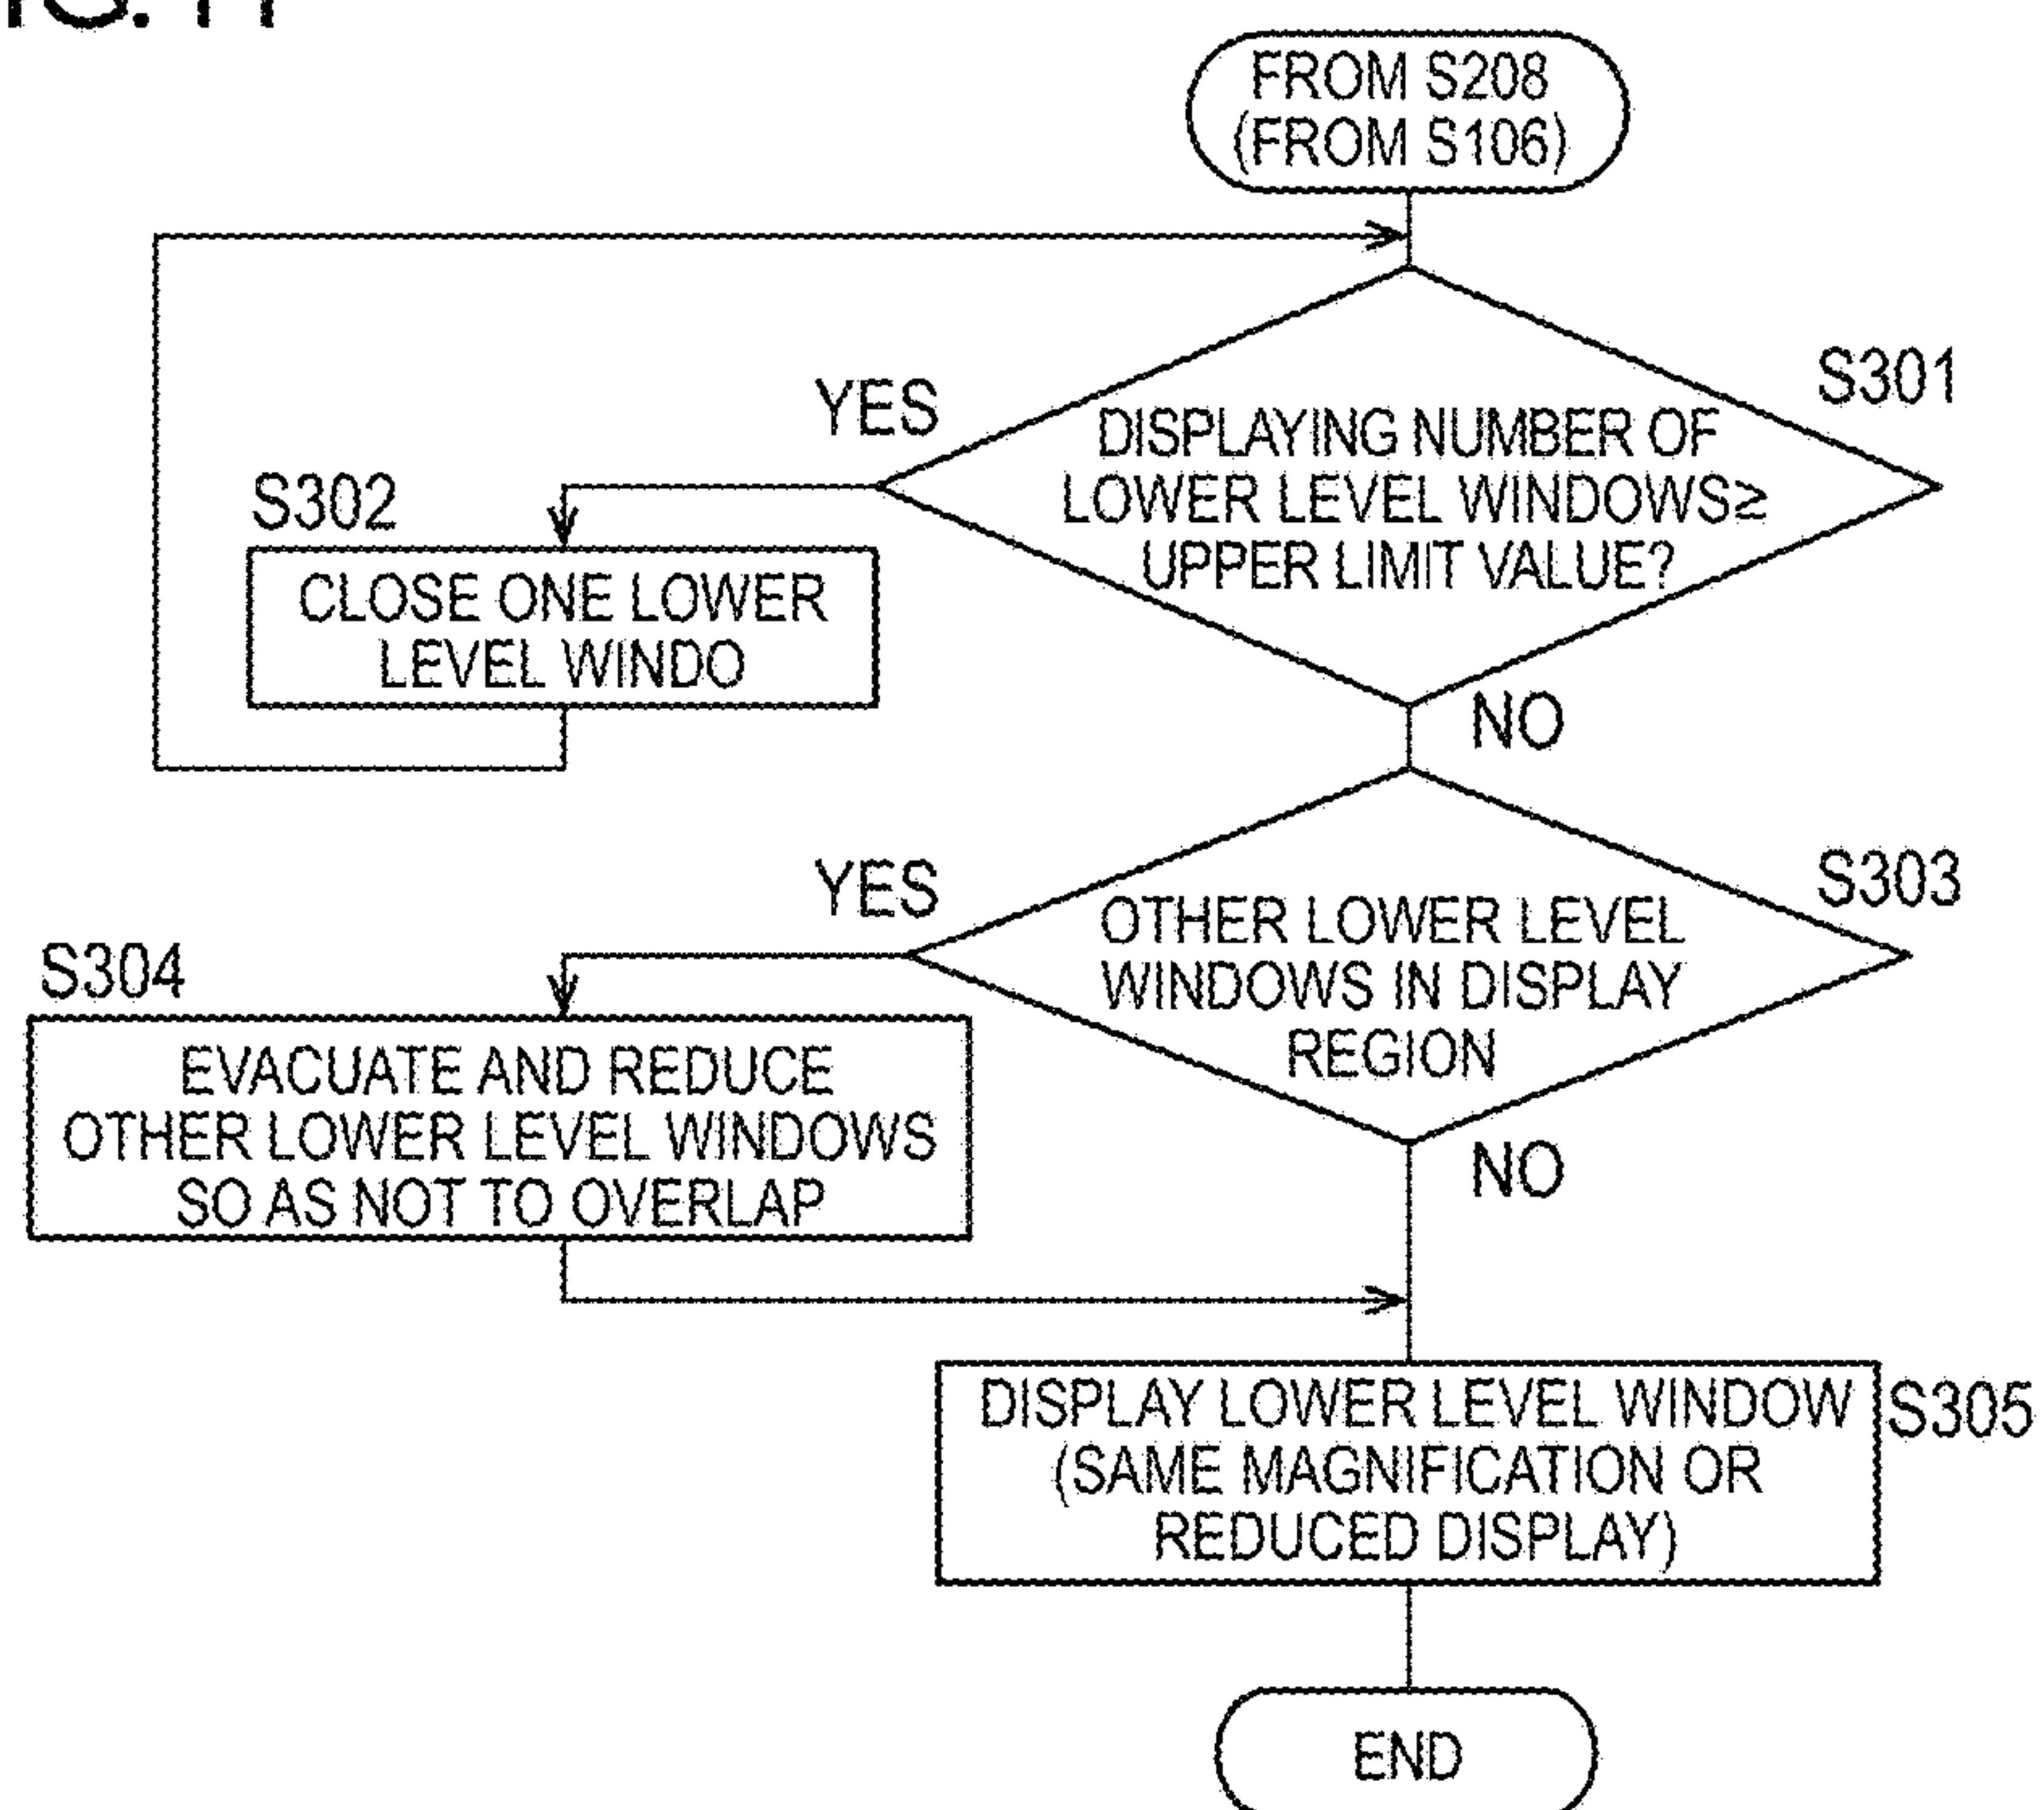 FIG. 11
FROM S208
(FROM S106)
S301
YES
DISPLAYING NUMBER OF
LOWER LEVEL WINDOWS≥
UPPER LIMIT VALUE?
S302
CLOSE ONE LOWER
LEVEL WINDO
NO
S303
YES
OTHER LOWER LEVEL
WINDOWS IN DISPLAY
REGION
S304
EVACUATE AND REDUCE
OTHER LOWER LEVEL WINDOWS
SO AS NOT TO OVERLAP
NO
DISPLAY LOWER LEVEL WINDOW
(SAME MAGNIFICATION OR
REDUCED DISPLAY)
S305
END